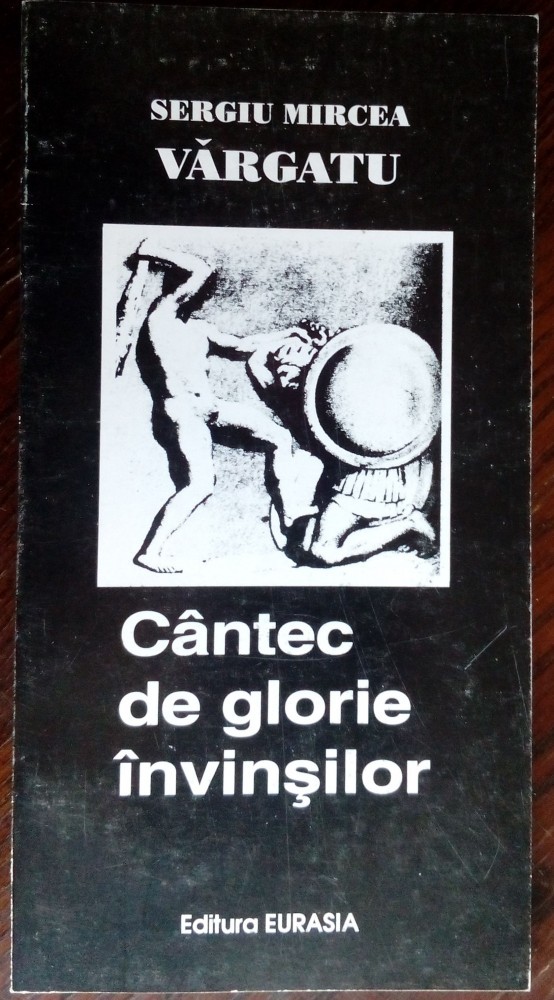 SERGIU MIRCEA
VĂRGATU
Cântec
de glorie
învinşilor
Editura EURASIA